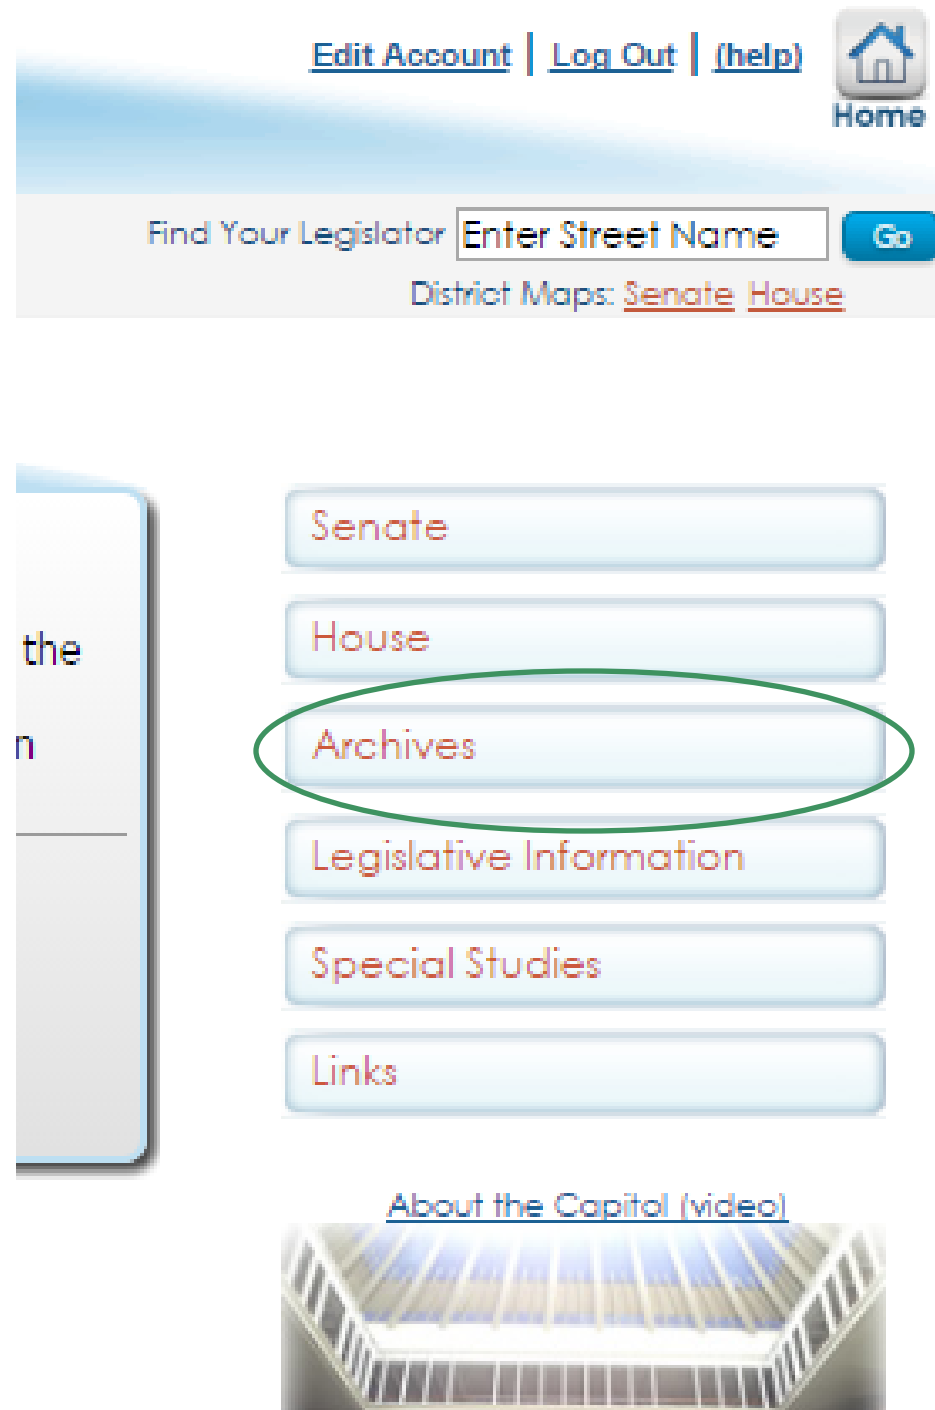 Edit Account | Log Out | (help)
Home
Find Your Legislator Enter Street Name Go
District Maps: Senate House
Senate
House
the
Archives
n
Legislative Information
Special Studies
Links
About the Capitol (video)